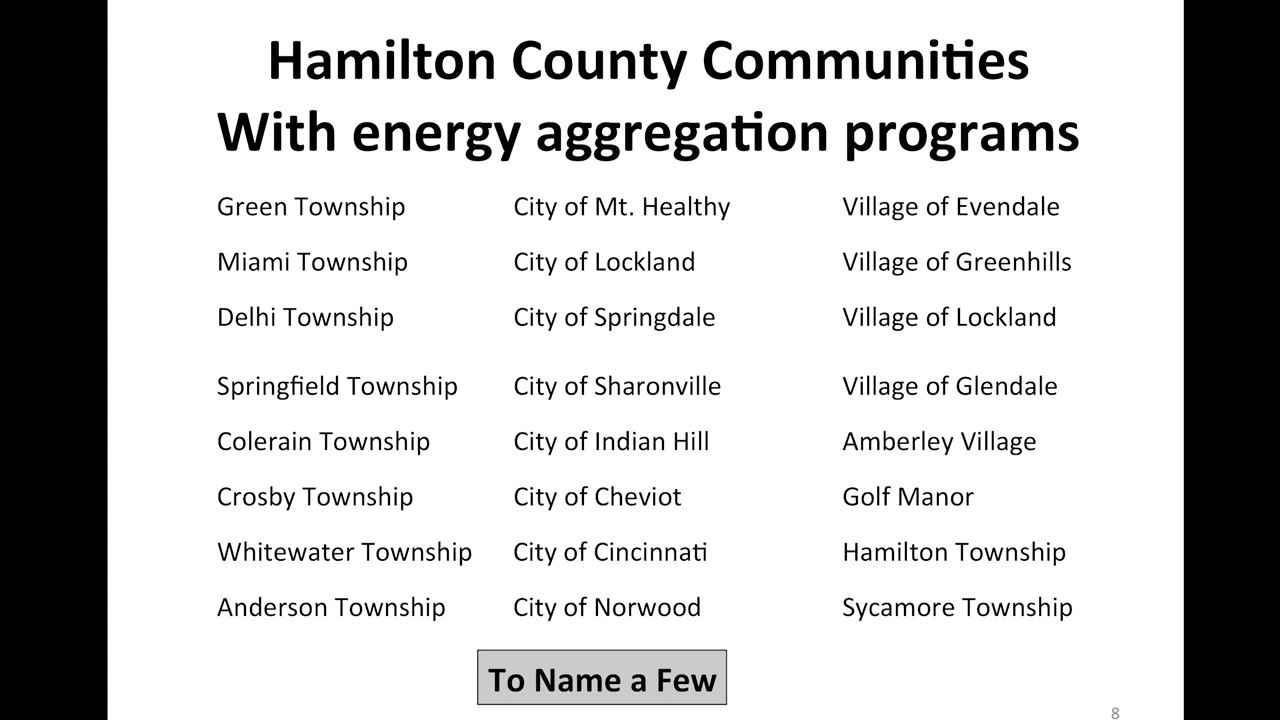 Hamilton County Communities
With energy aggregation programs
Green Township City of Mt. Healthy Village of Evendale
Miami Township City of Lockland Village of Greenhills
Delhi Township City of Springdale Village of Lockland
Springfield Township City of Sharonville Village of Glendale
Colerain Township City of Indian Hill Amberley Village
Crosby Township City of Cheviot Golf Manor
Whitewater Township City of Cincinnati Hamilton Township
Anderson Township City of Norwood Sycamore Township
To Name a Few
8